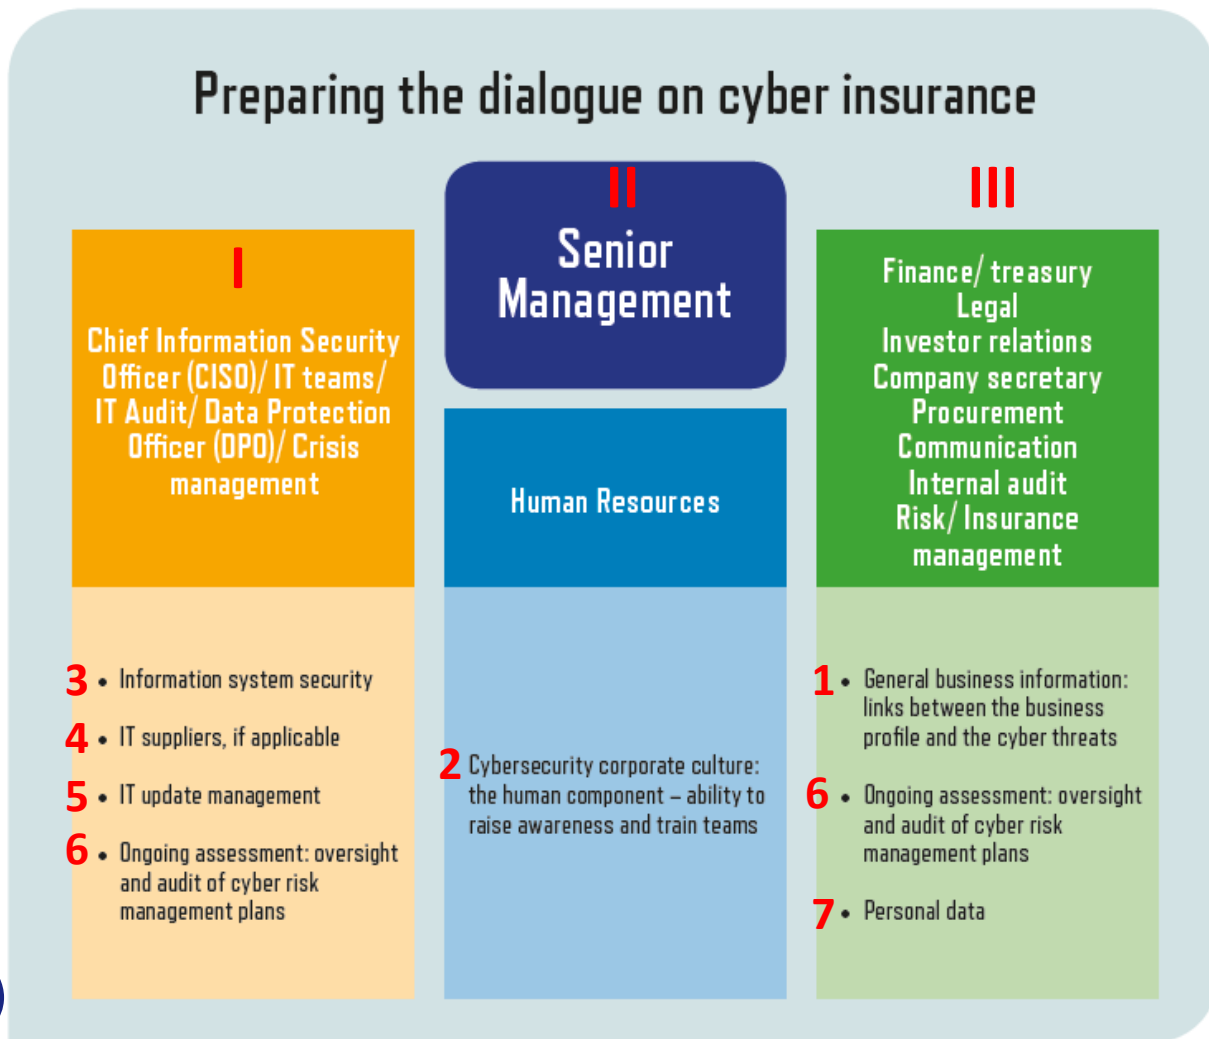 Preparing the dialogue on cyber insurance
I
Chief Information Security
Officer (CISO)/ IT teams/
IT Audit/ Data Protection
Officer (DPO)/ Crisis
management
3 • Information system security
4 • IT suppliers, if applicable
5 • IT update management
6 • Ongoing assessment: oversight
and audit of cyber risk
management plans
II
Senior
Management
Human Resources
2 Cybersecurity corporate culture:
the human component – ability to
raise awareness and train teams
III
Finance/ treasury
Legal
Investor relations
Company secretary
Procurement
Communication
Internal audit
Risk/ Insurance
management
1 • General business information:
links between the business
profile and the cyber threats
6 • Ongoing assessment: oversight
and audit of cyber risk
management plans
7 • Personal data